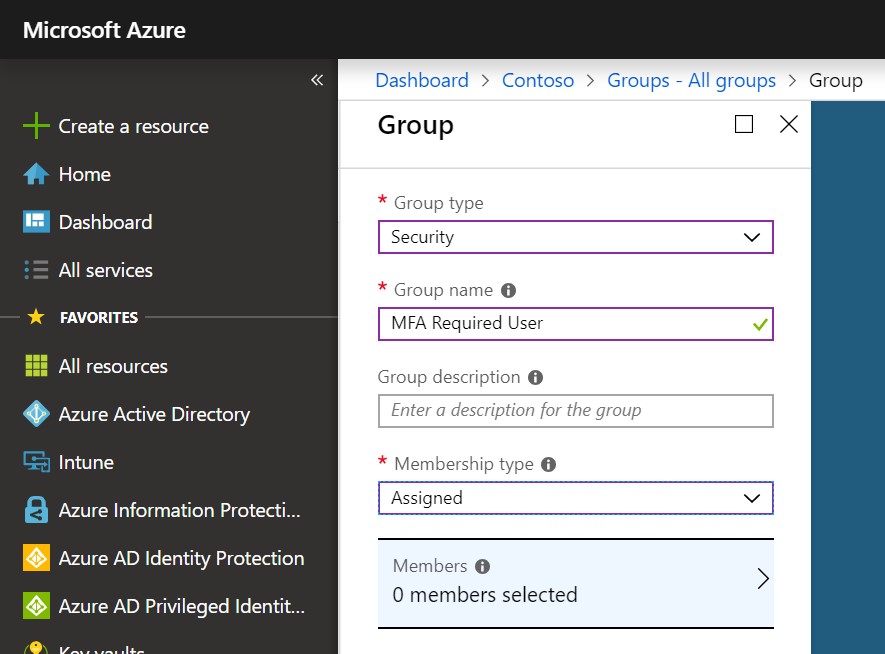 Microsoft Azure
«
Dashboard > Contoso > Groups - All groups > Group
Create a resource
Home
Dashboard
All services
FAVORITES
All resources
Azure Active Directory
Intune
Azure Information Protecti...
Azure AD Identity Protection
Azure AD Privileged Identit...
Key vaults
Group
* Group type
Security
* Group name
MFA Required User
Group description
Enter a description for the group
* Membership type
Assigned
Members
0 members selected